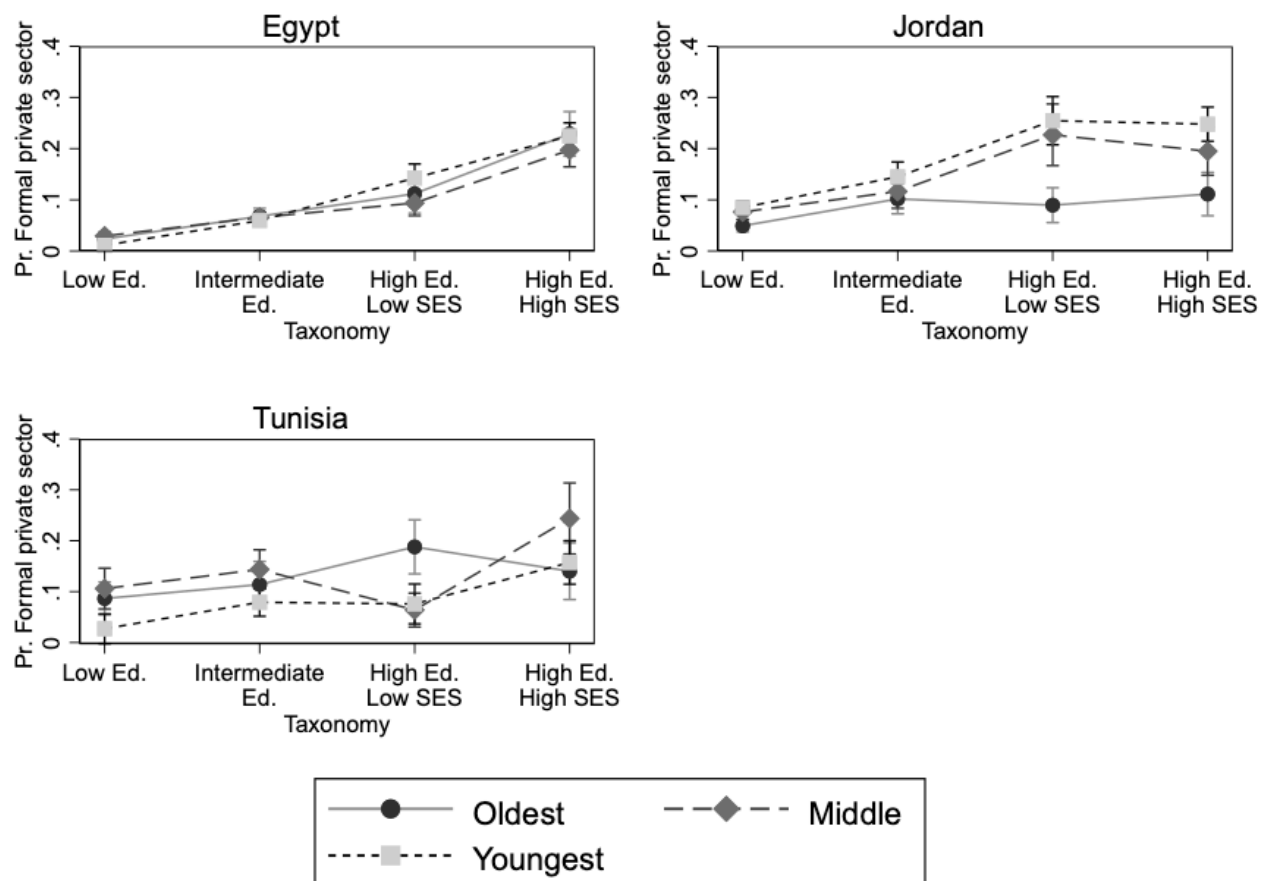 Egypt
Pr. Formal private sector
.4
.3
.2
.1
0
Low Ed.
Intermediate
Ed.
High Ed.
Low SES
High Ed.
High SES
Taxonomy
Jordan
Pr. Formal private sector
.4
.3
.2
.1
0
Low Ed.
Intermediate
Ed.
High Ed.
Low SES
High Ed.
High SES
Taxonomy
Tunisia
Pr. Formal private sector
.4
.3
.2
.1
0
Low Ed.
Intermediate
Ed.
High Ed.
Low SES
High Ed.
High SES
Taxonomy
Oldest
Middle
Youngest